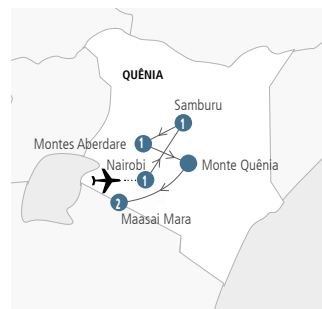 QUÊNIA
Samburu
1
Montes Aberdare
1
Nairobi
1
Monte Quênia
2
Maasai Mara